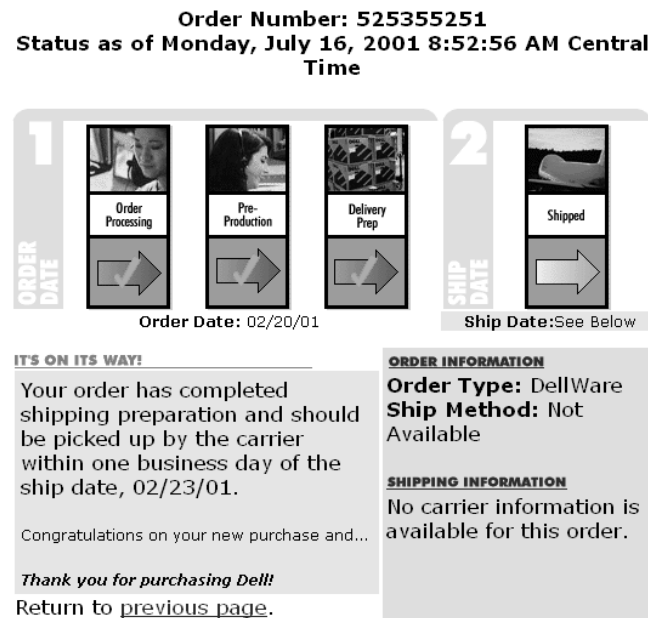 Order Number: 525355251
Status as of Monday, July 16, 2001 8:52:56 AM Central
Time
1
ORDER
DATE
Order
Processing
Pre-
Production
Delivery
Prep
Order Date: 02/20/01
2
SHIP
DATE
Shipped
Ship Date:See Below
IT'S ON ITS WAY!
Your order has completed
shipping preparation and should
be picked up by the carrier
within one business day of the
ship date, 02/23/01.
Congratulations on your new purchase and...
Thank you for purchasing Dell!
Return to previous page.
ORDER INFORMATION
Order Type: DellWare
Ship Method: Not
Available
SHIPPING INFORMATION
No carrier information is
available for this order.